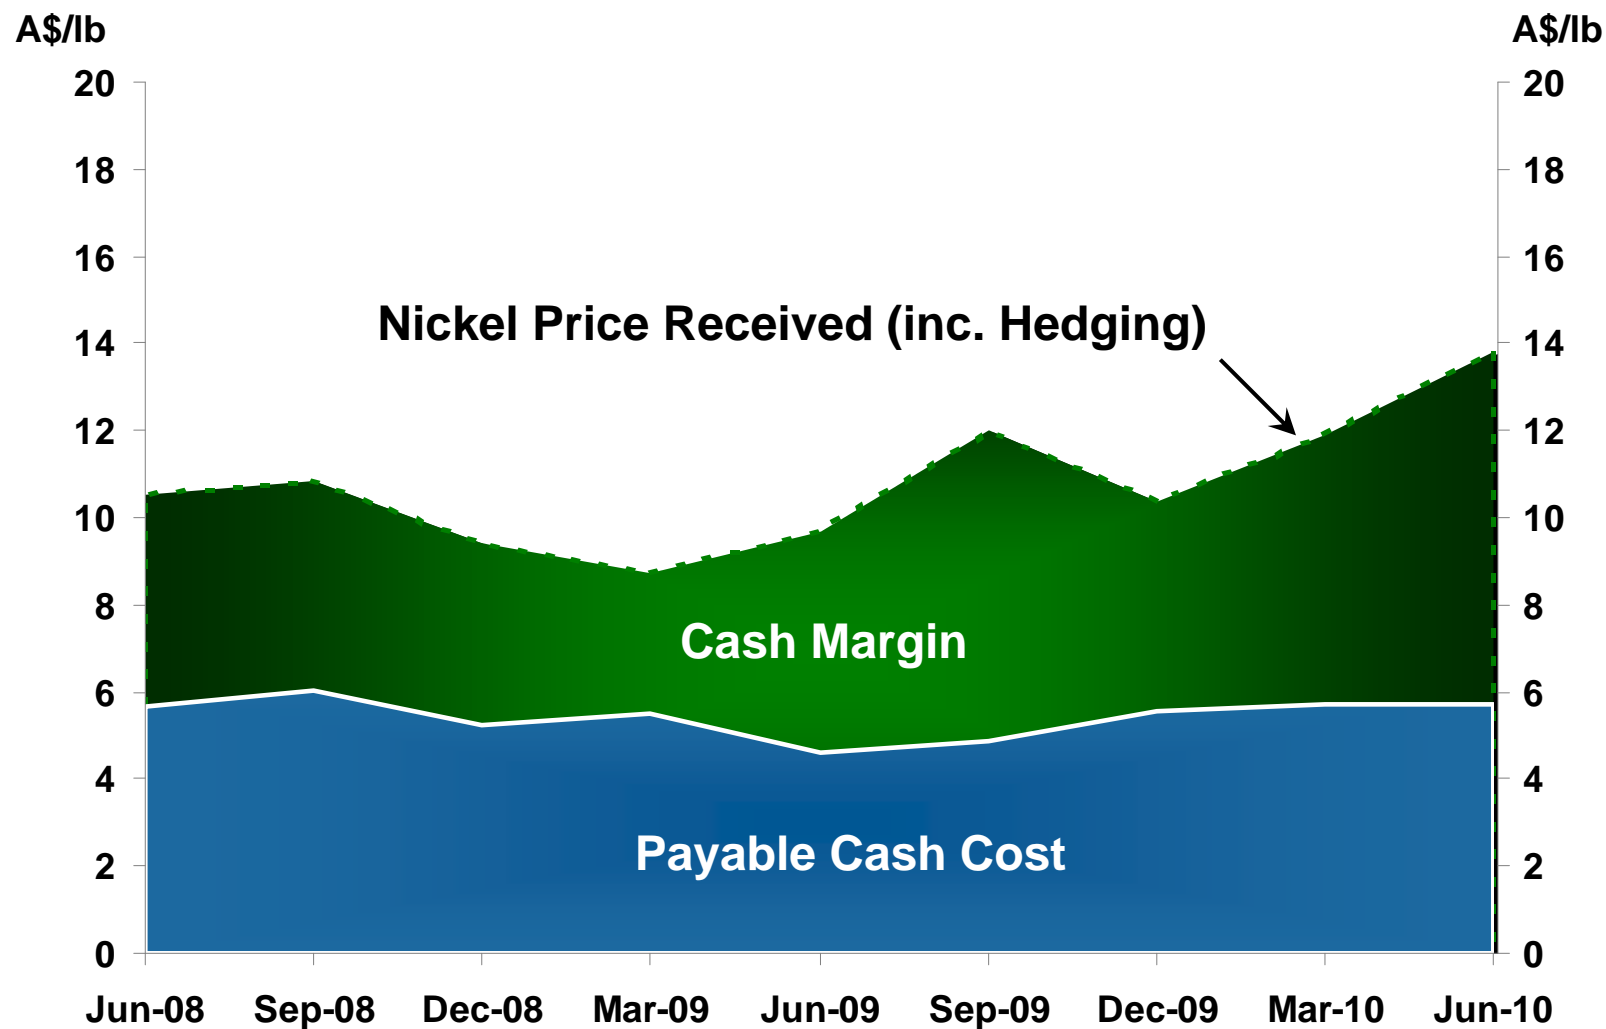 A$/lb A$/lb
20 20
18 18
16 16
Nickel Price Received (inc. Hedging)
14 14
12 12
10 10
8 8
Cash Margin
6 6
4 4
Payable Cash Cost
2 2
0 0
Jun-08 Sep-08 Dec-08 Mar-09 Jun-09 Sep-09 Dec-09 Mar-10 Jun-10